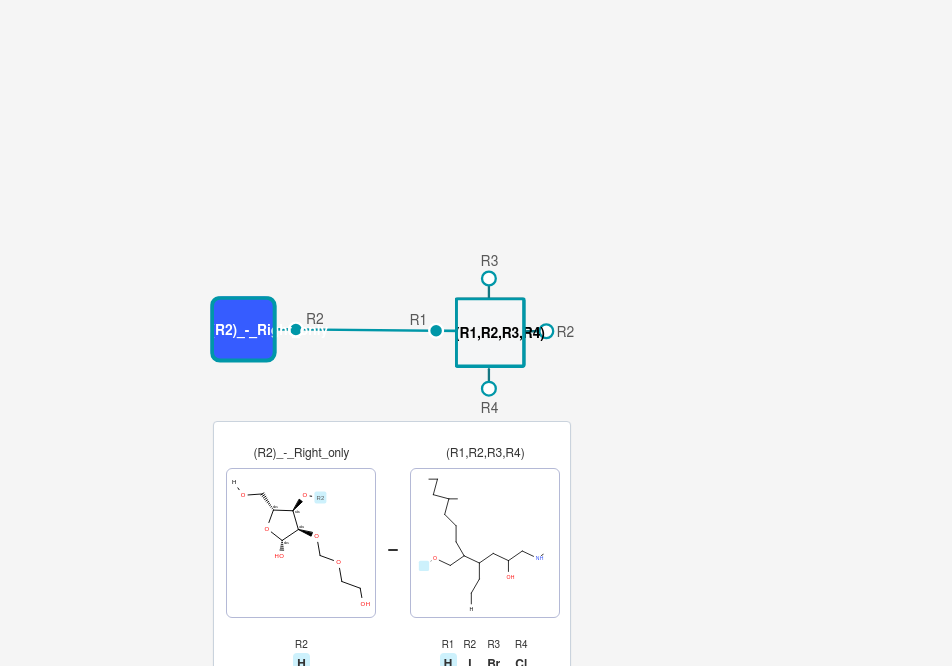 R3
R2
R2)_-_Right_only
R1
(R1,R2,R3,R4)
R2
R4
(R2)_-_Right_only
(R1,R2,R3,R4)
H
O
O
R2
O
O
HO
O
OH
O
NH
OH
H
R2
R1 R2 R3 R4
H
H I Br Cl